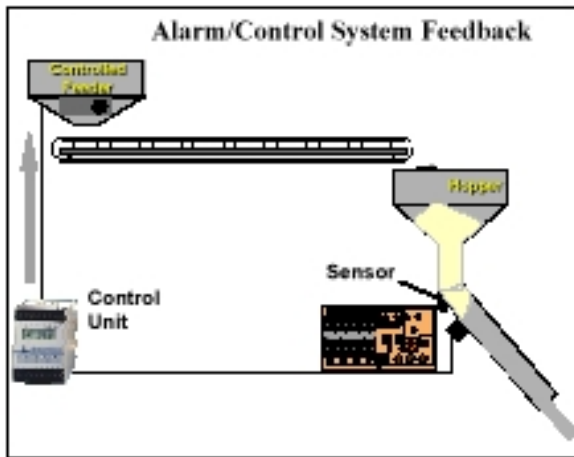 Alarm/Control System Feedback
Controlled
Feeder
Hopper
Sensor
Control
Unit